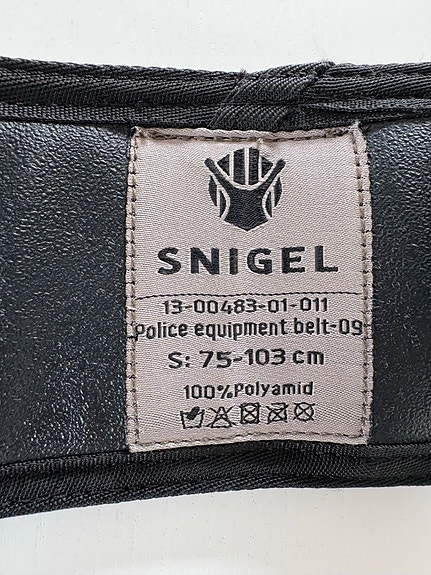 SNIGEL
13-00483-01-011
Police equipment belt-09
S: 75-103 cm
100%Polyamid